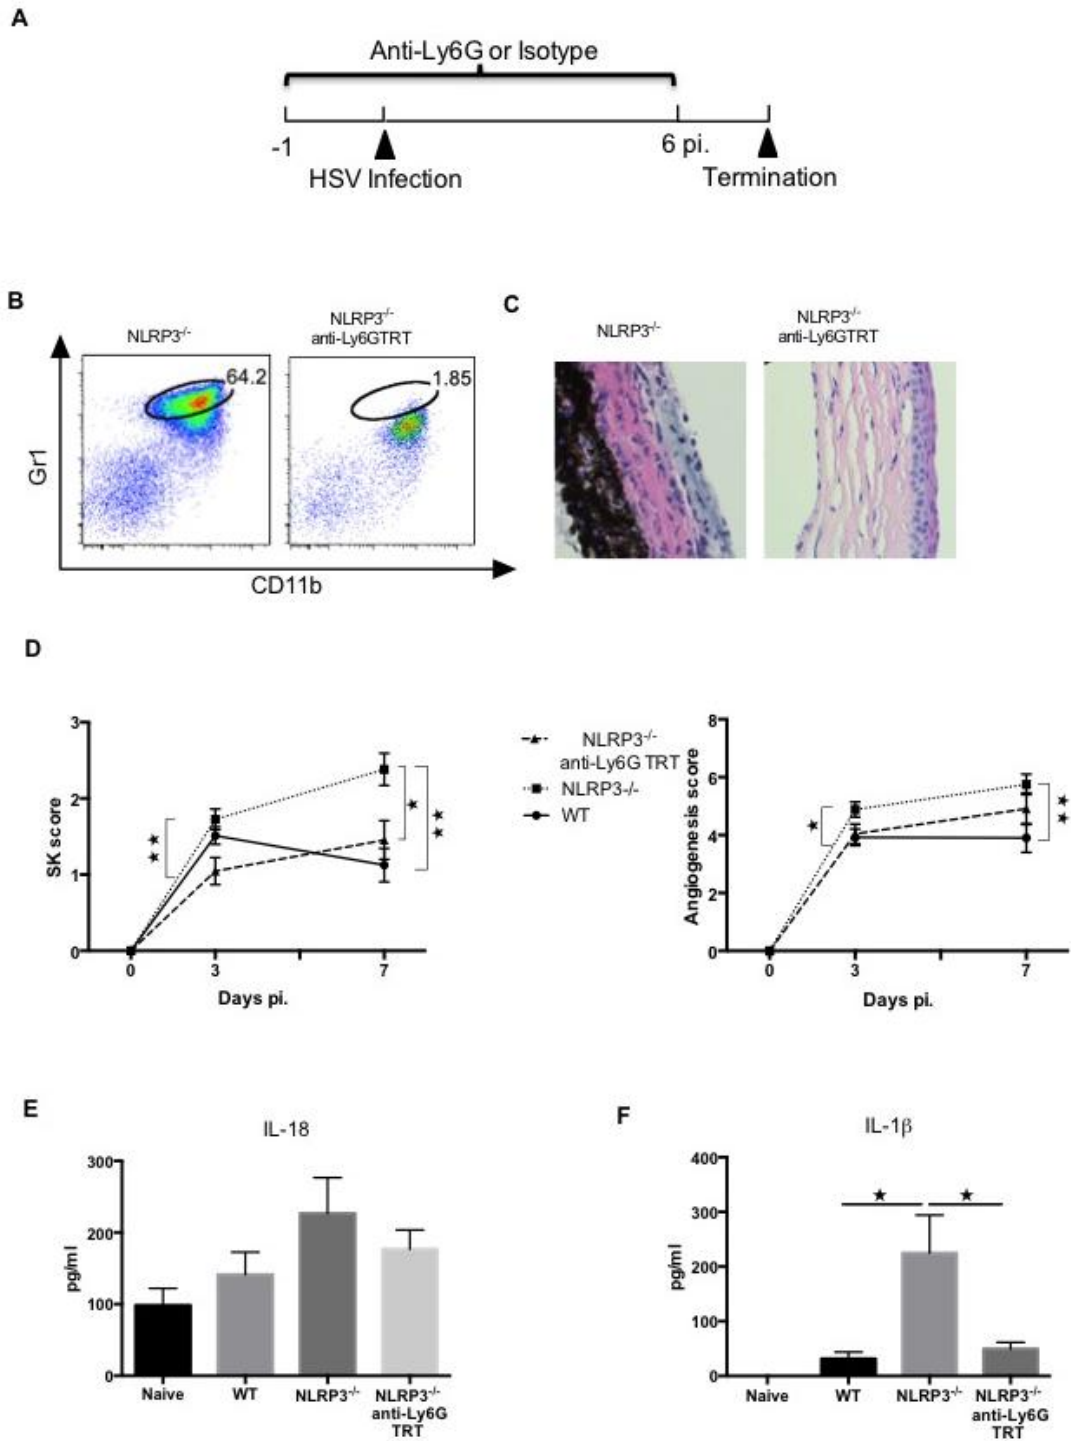 A
Anti-Ly6G or Isotype
-1
6 pi.
HSV Infection
Termination
B
NLRP3-/-
NLRP3-/-
anti-Ly6GTRT
64.2
1.85
Gr1
CD11b
C
NLRP3-/-
NLRP3-/-
anti-Ly6GTRT
D
3
2
1
0
SK score
0
3
7
Days pi.
NLRP3-/-
anti-Ly6G TRT
NLRP3-/-
WT
8
6
4
2
0
Angiogenesis score
0
3
7
Days pi.
E
IL-18
300
200
100
0
pg/ml
Naive
WT
NLRP3-/-
NLRP3-/-
anti-Ly6G
TRT
F
IL-1β
400
300
200
100
0
pg/ml
Naive
WT
NLRP3-/-
NLRP3-/-
anti-Ly6G
TRT